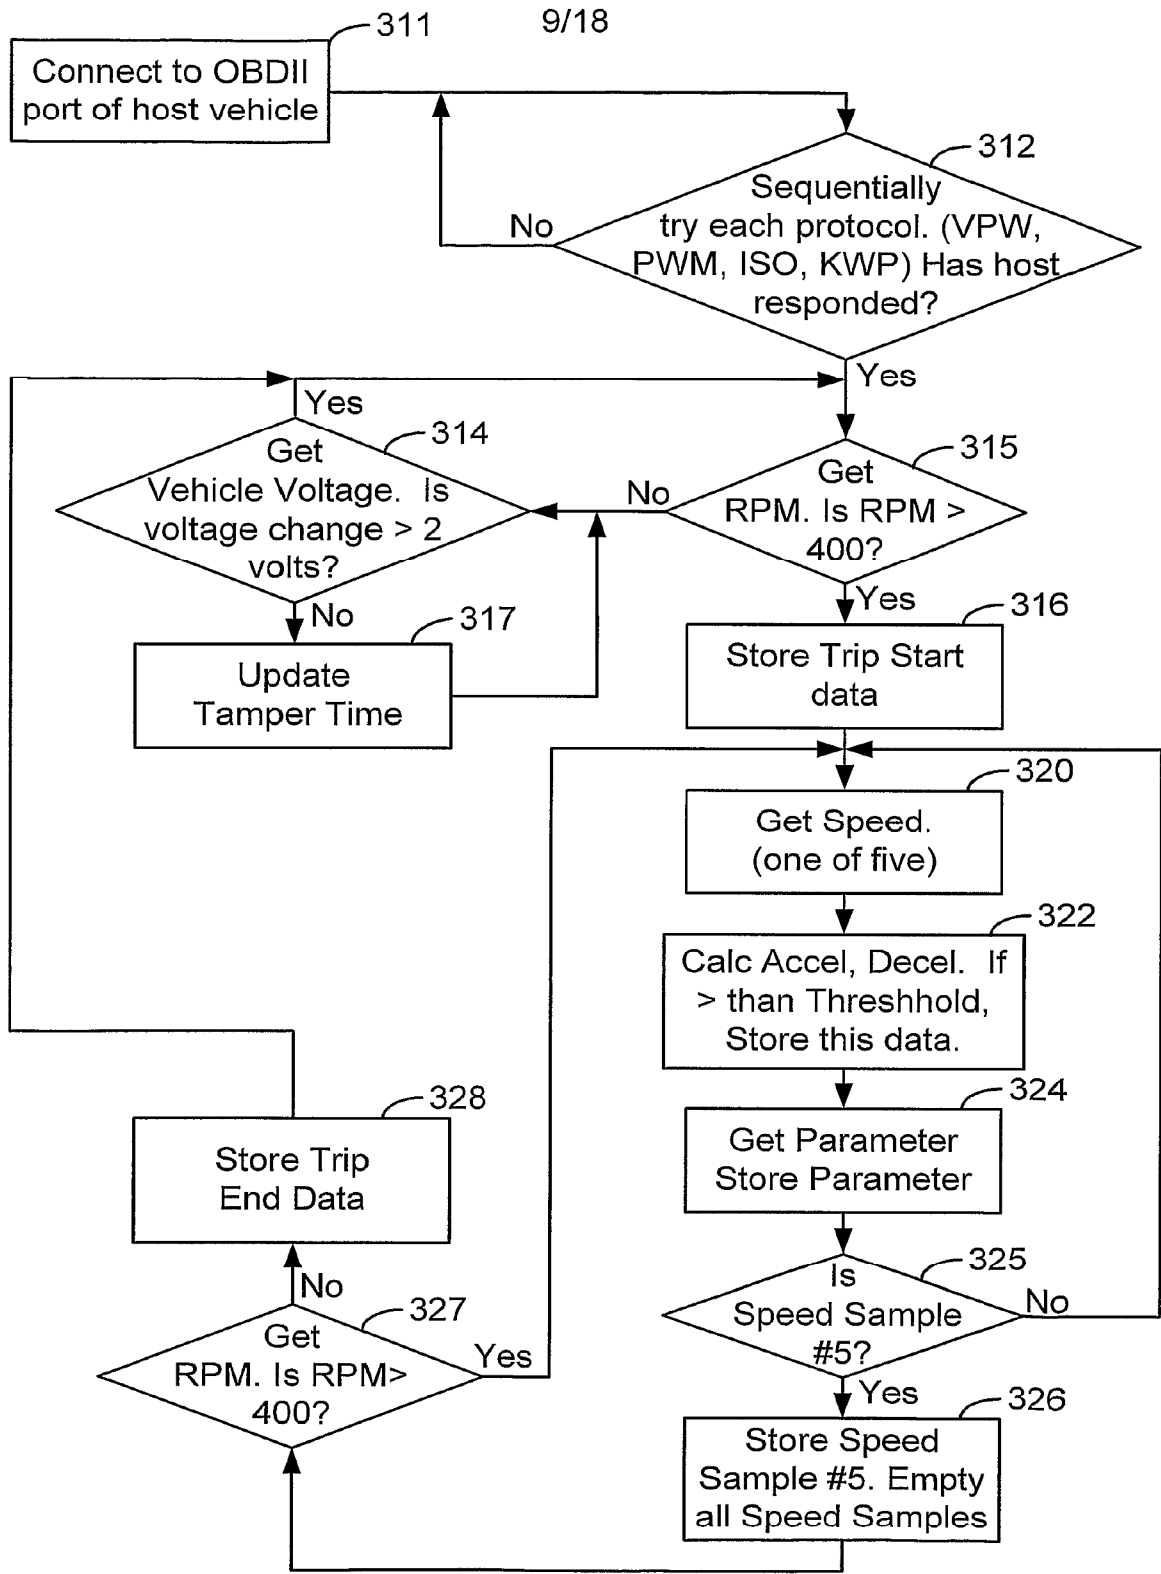 9/18
311
Connect to OBDII
port of host vehicle
312
Sequentially
try each protocol. (VPW,
PWM, ISO, KWP) Has host
responded?
No
Yes
Yes
314
Get
Vehicle Voltage. Is
voltage change > 2
volts?
No
315
Get
RPM. Is RPM >
400?
No
Yes
317
Update
Tamper Time
316
Store Trip Start
data
320
Get Speed.
(one of five)
322
Calc Accel, Decel. If
> than Threshhold,
Store this data.
324
Get Parameter
Store Parameter
325
Is
Speed Sample
#5?
No
Yes
326
Store Speed
Sample #5. Empty
all Speed Samples
328
Store Trip
End Data
No
327
Get
RPM. Is RPM>
400?
Yes